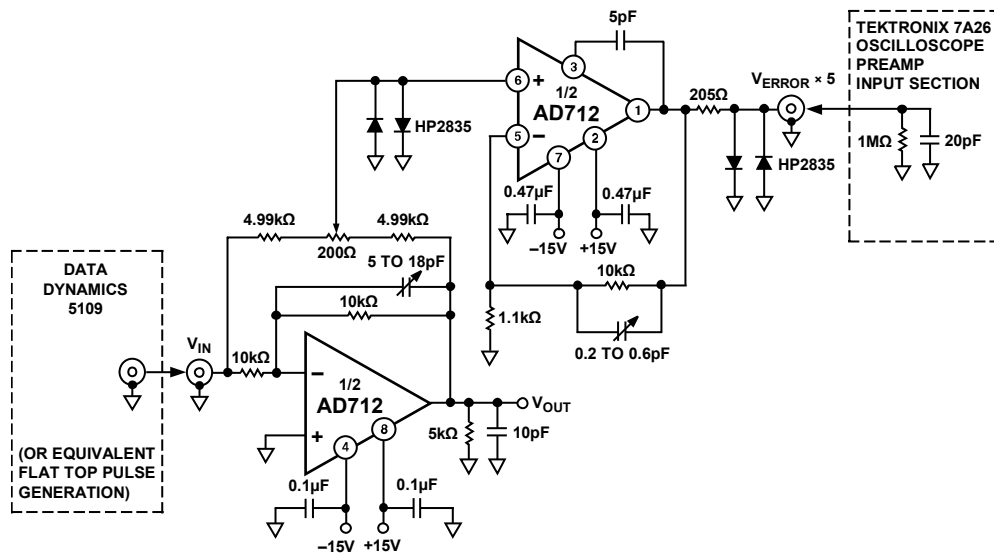 5pF
TEKTRONIX 7A26
OSCILLOSCOPE
PREAMP
INPUT SECTION
3
6
+
1/2
AD712
1
205Ω
VERROR × 5
5
–
2
7
HP2835
1MΩ
20pF
HP2835
0.47µF
0.47µF
–15V
+15V
4.99kΩ
4.99kΩ
200Ω
5 TO 18pF
10kΩ
DATA
DYNAMICS
5109
10kΩ
1.1kΩ
0.2 TO 0.6pF
VIN
10kΩ
–
1/2
AD712
+
8
4
VOUT
5kΩ
10pF
(OR EQUIVALENT
FLAT TOP PULSE
GENERATION)
0.1µF
0.1µF
–15V
+15V